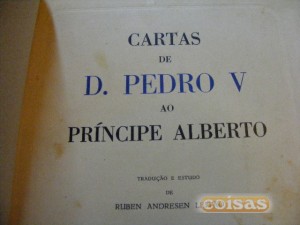 CARTAS
DE
D. PEDRO V
AO
PRÍNCIPE ALBERTO
TRADUÇÃO E ESTUDO
DE
RUBEN ANDRESEN
coisas